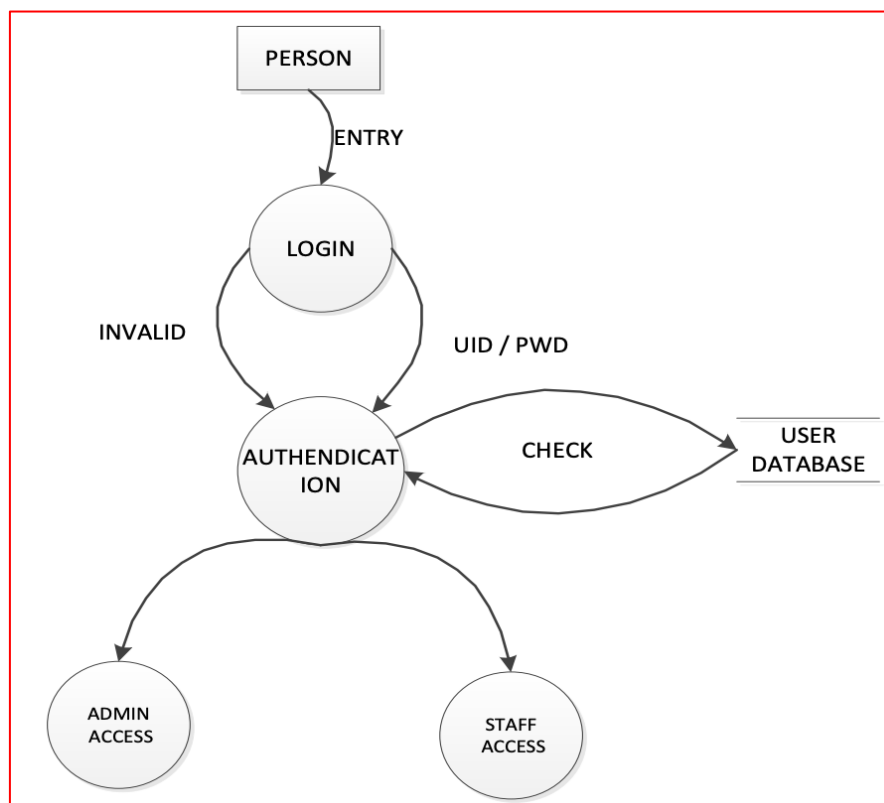 PERSON
ENTRY
LOGIN
INVALID
UID / PWD
AUTHENDICAT
ION
CHECK
USER
DATABASE
ADMIN
ACCESS
STAFF
ACCESS